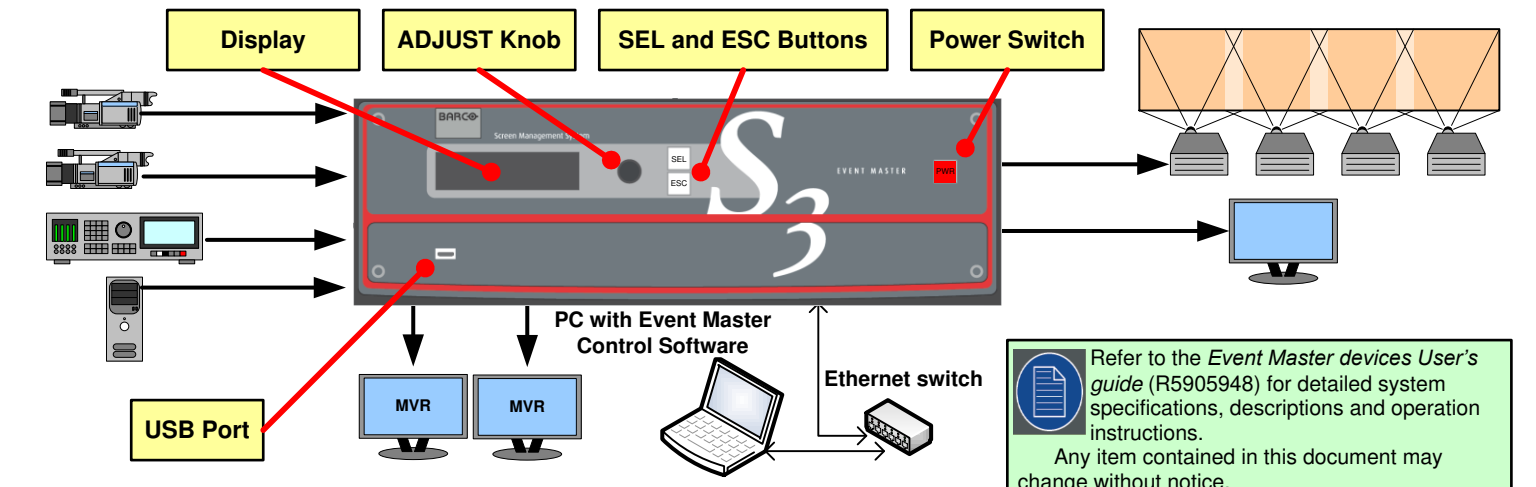 Display
ADJUST Knob
SEL and ESC Buttons
Power Switch
BARCO
Screen Management System
SEL
ESC
S3
EVENT MASTER
PWR
PC with Event Master
Control Software
Ethernet switch
MVR
MVR
USB Port
Refer to the Event Master devices User's
guide (R5905948) for detailed system
specifications, descriptions and operation
instructions.
Any item contained in this document may
change without notice.